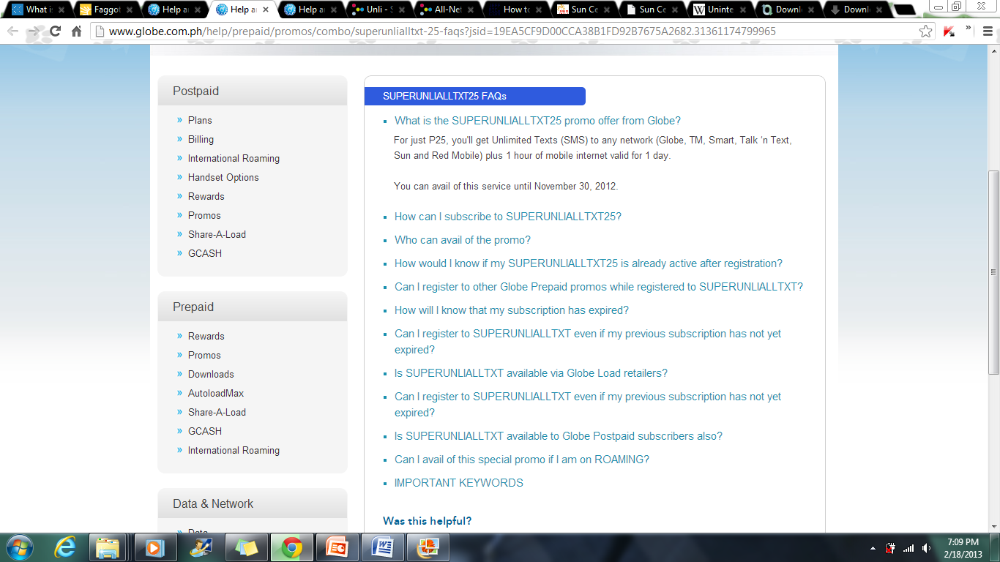 What is
Faggot
Help a
Help a
Help a
Unli - S
All-Net
How to
Sun Ce
Sun Ce
Uninte
Downl
Downl
www.globe.com.ph/help/prepaid/promos/combo/superunlialltxt-25-faqs?jsid=19EA5CF9D00CCA38B1FD92B7675A2682.31361174799965
Postpaid
» Plans
» Billing
» International Roaming
» Handset Options
» Rewards
» Promos
» Share-A-Load
» GCASH
Prepaid
» Rewards
» Promos
» Downloads
» AutoloadMax
» Share-A-Load
» GCASH
» International Roaming
Data & Network
» Data
SUPERUNLIALLTXT25 FAQs
What is the SUPERUNLIALLTXT25 promo offer from Globe?
For just P25, you'll get Unlimited Texts (SMS) to any network (Globe, TM, Smart, Talk ‘n Text,
Sun and Red Mobile) plus 1 hour of mobile internet valid for 1 day.
You can avail of this service until November 30, 2012.
How can I subscribe to SUPERUNLIALLTXT25?
Who can avail of the promo?
How would I know if my SUPERUNLIALLTXT25 is already active after registration?
Can I register to other Globe Prepaid promos while registered to SUPERUNLIALLTXT?
How will I know that my subscription has expired?
Can I register to SUPERUNLIALLTXT even if my previous subscription has not yet
expired?
Is SUPERUNLIALLTXT available via Globe Load retailers?
Can I register to SUPERUNLIALLTXT even if my previous subscription has not yet
expired?
Is SUPERUNLIALLTXT available to Globe Postpaid subscribers also?
Can I avail of this special promo if I am on ROAMING?
IMPORTANT KEYWORDS
Was this helpful?
7:09 PM
2/18/2013